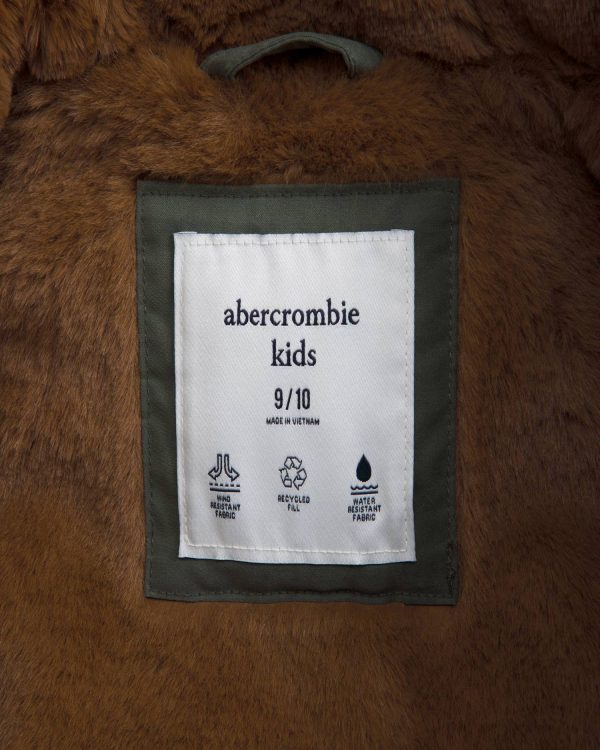 abercrombie
kids
9/10
MADE IN VIETNAM
WIND
RESISTANT
FABRIC
RECYCLED
FILL
WATER
RESISTANT
FABRIC